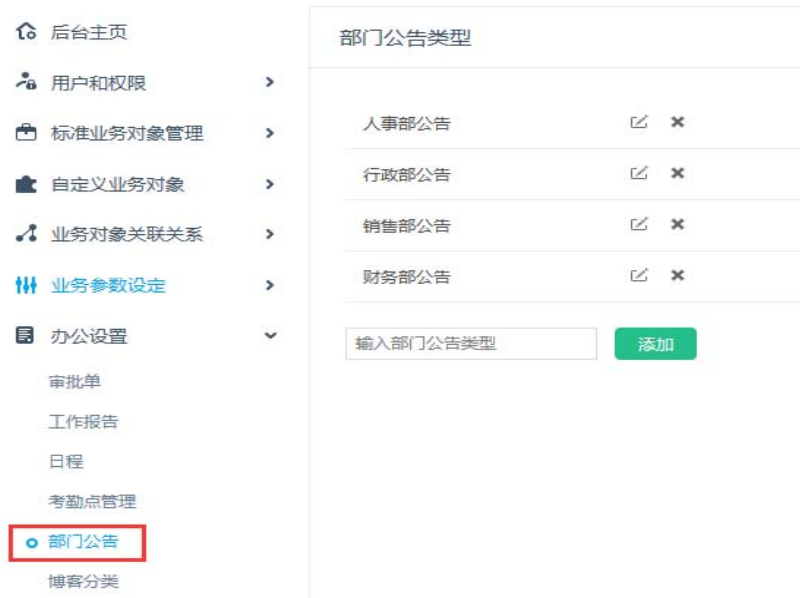 后台主页
用户和权限
标准业务对象管理
自定义业务对象
业务对象关联关系
业务参数设定
办公设置
审批单
工作报告
日程
考勤点管理
部门公告
博客分类
部门公告类型
人事部公告
行政部公告
销售部公告
财务部公告
输入部门公告类型
添加